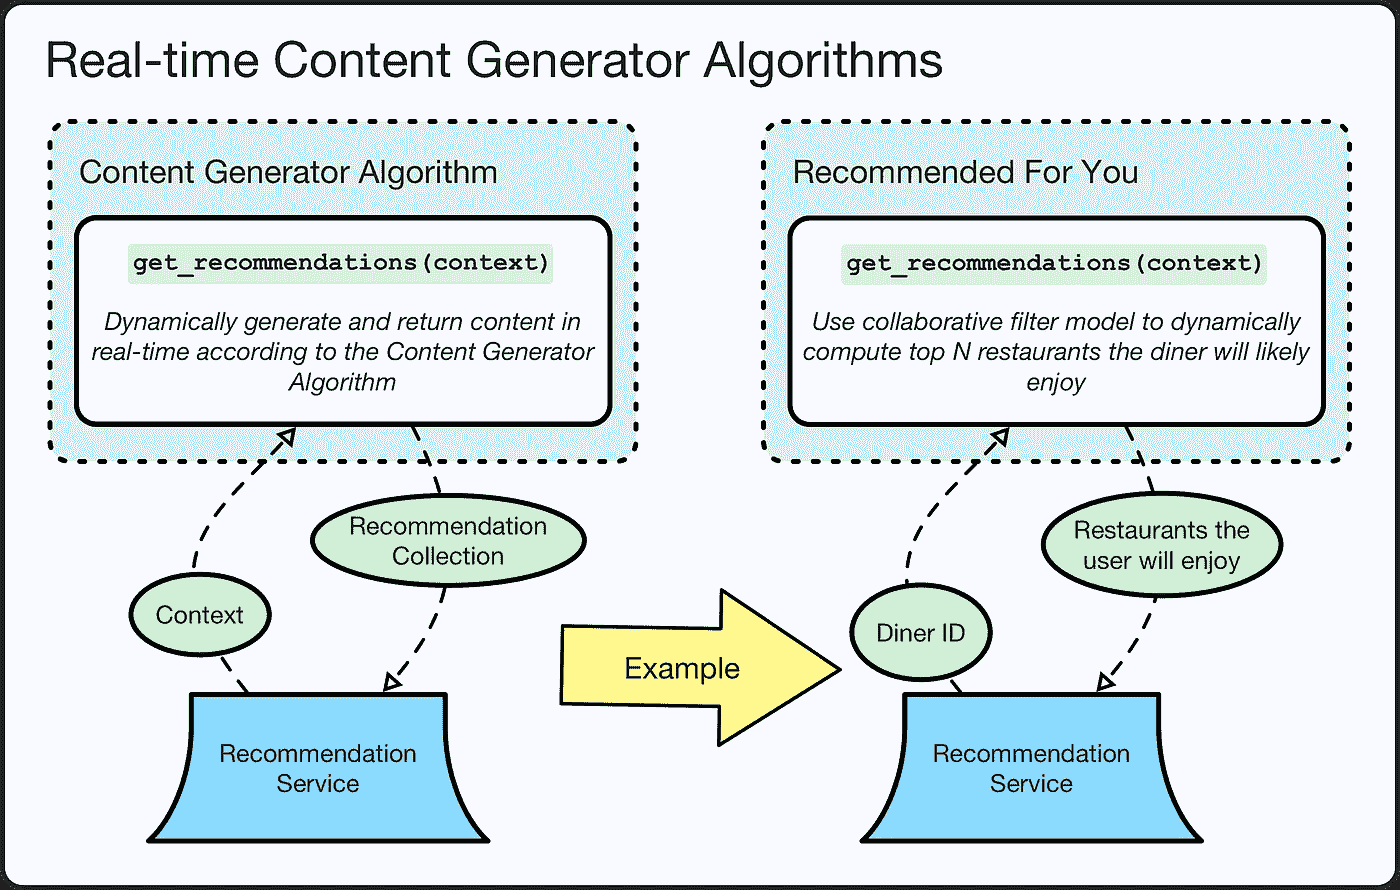 Real-time Content Generator Algorithms
Content Generator Algorithm
get_recommendations(context)
Dynamically generate and return content in
real-time according to the Content Generator
Algorithm
Recommendation
Collection
Context
Recommendation
Service
Example
Recommended For You
get_recommendations(context)
Use collaborative filter model to dynamically
compute top N restaurants the diner will likely
enjoy
Restaurants the
user will enjoy
Diner ID
Recommendation
Service